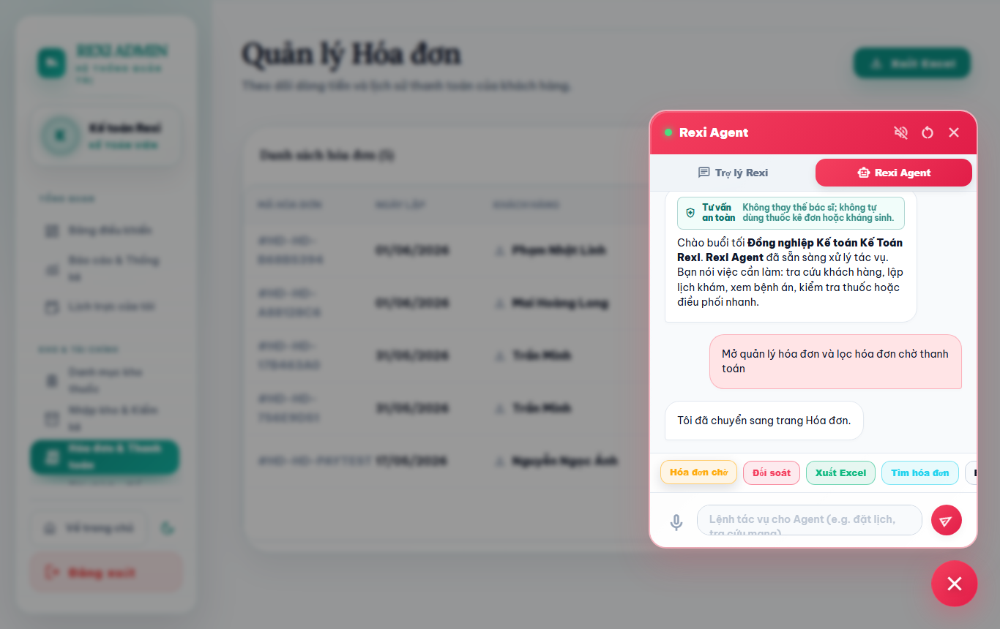 REXI ADMIN
HỆ THỐNG QUẢN
TRỊ
Kế toán Rexi
KẾ TOÁN VIÊN
TỔNG QUAN
Bảng điều khiển
Báo cáo & Thống
kê
Lịch trực của tôi
KHO & TÀI CHÍNH
Danh mục kho
thuốc
Nhập kho & Kiểm
kê
Hóa đơn & Thanh
toán
Về trang chủ
Đăng xuất
Quản lý Hóa đơn
Theo dõi dòng tiền và lịch sử thanh toán của khách hàng.
Xuất Excel
Danh sách hóa đơn (5)
MÃ HÓA ĐƠN NGÀY LẬP KHÁCH HÀNG
#HD-HD-
01/06/2026 Phạm Nhật Linh
#HD-HD-
01/06/2026 Mai Hoàng Long
#HD-HD-
31/05/2026 Trần Minh
#HD-HD-
31/05/2026 Trần Minh
#HD-HD-PAYTEST 17/05/2026 Nguyễn Ngọc Ánh
Rexi Agent
Trợ lý Rexi Rexi Agent
Tư vấn Không thay thế bác sĩ; không tự
an toàn dùng thuốc kê đơn hoặc kháng sinh.
Chào buổi tối Đồng nghiệp Kế toán Kế Toán
Rexi. Rexi Agent đã sẵn sàng xử lý tác vụ.
Bạn nói việc cần làm: tra cứu khách hàng, lập
lịch khám, xem bệnh án, kiểm tra thuốc hoặc
điều phối nhanh.
Mở quản lý hóa đơn và lọc hóa đơn chờ thanh
toán
Tôi đã chuyển sang trang Hóa đơn.
Hóa đơn chờ Đối soát Xuất Excel Tìm hóa đơn
Lệnh tác vụ cho Agent (e.g. đặt lịch,
tra cứu mạng)